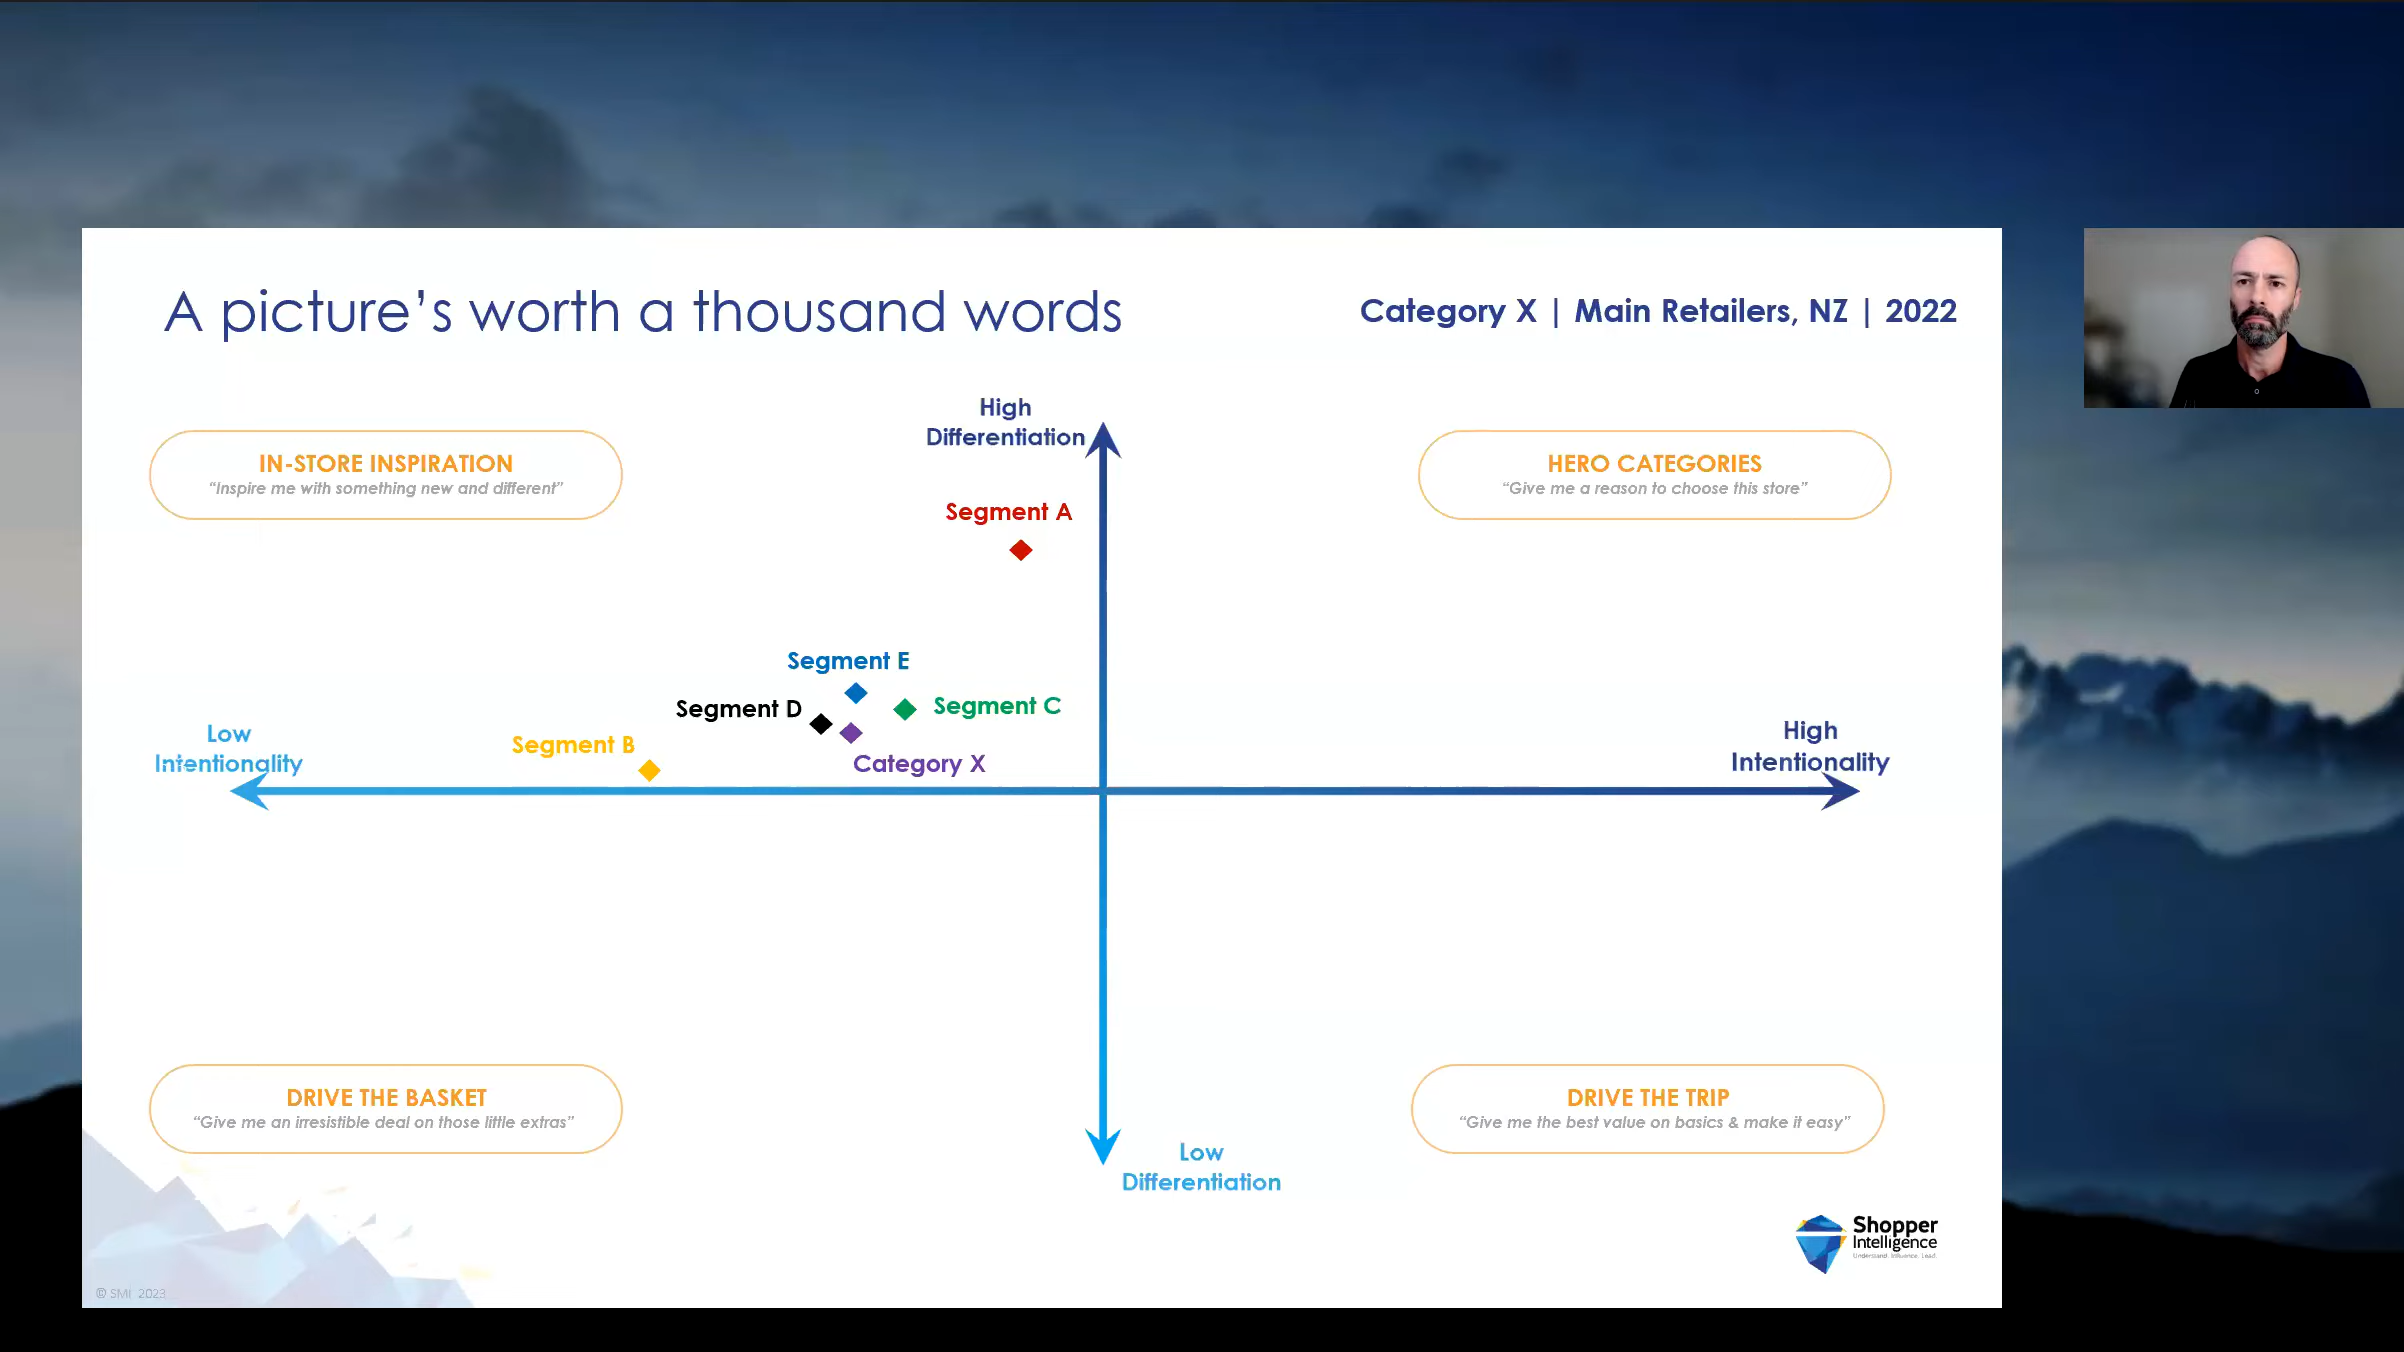 A picture's worth a thousand words
Category X | Main Retailers, NZ | 2022
High
Differentiation
IN-STORE INSPIRATION
“Inspire me with something new and different”
HERO CATEGORIES
“Give me a reason to choose this store”
Segment A
Segment E
Segment D
Segment C
Segment B
Category X
Low
Intentionality
High
Intentionality
DRIVE THE BASKET
“Give me an irresistible deal on those little extras”
DRIVE THE TRIP
“Give me the best value on basics & make it easy”
Low
Differentiation
Shopper
Intelligence
Understand. Influence. Lead.
© SMI 2023